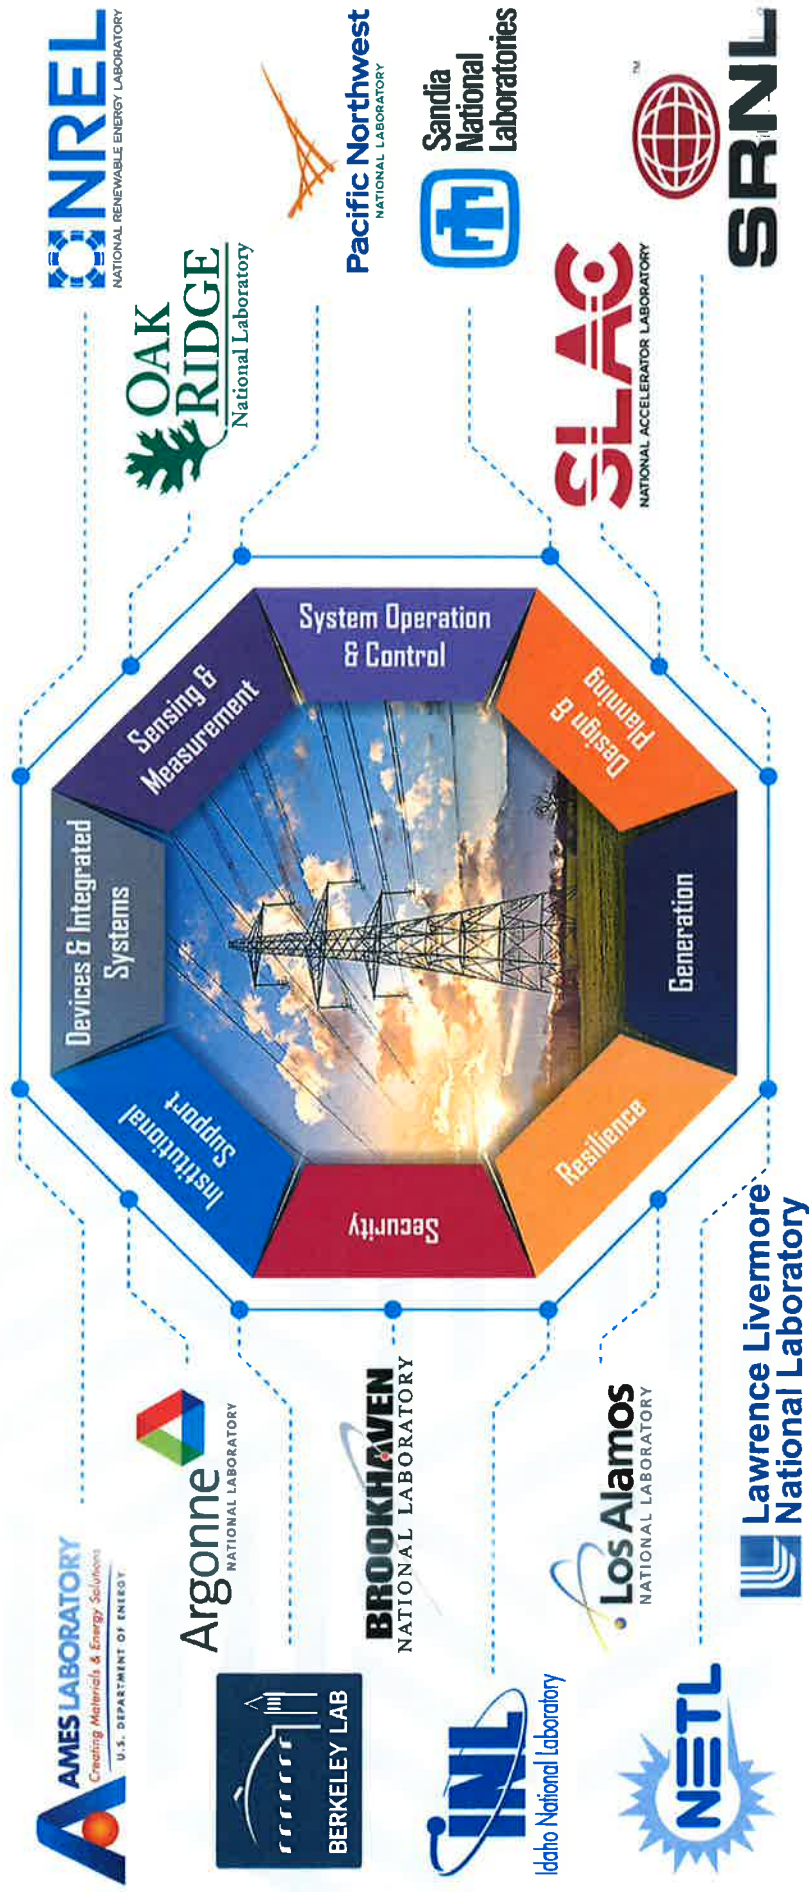 AMES LABORATORY
Creating Materials & Energy Solutions
U.S. DEPARTMENT OF ENERGY
Argonne
NATIONAL LABORATORY
BERKELEY LAB
BROOKHAVEN
NATIONAL LABORATORY
INL
Idaho National Laboratory
Los Alamos
NATIONAL LABORATORY
NETL
Lawrence Livermore
National Laboratory
Devices & Integrated
Systems
Institutional
Support
Sensing &
Measurement
Security
System Operation
& Control
Resilience
Design &
Planning
Generation
NREL
NATIONAL RENEWABLE ENERGY LABORATORY
OAK
RIDGE
National Laboratory
Pacific Northwest
NATIONAL LABORATORY
Sandia
National
Laboratories
SLAC
NATIONAL ACCELERATOR LABORATORY
SRNL
TM